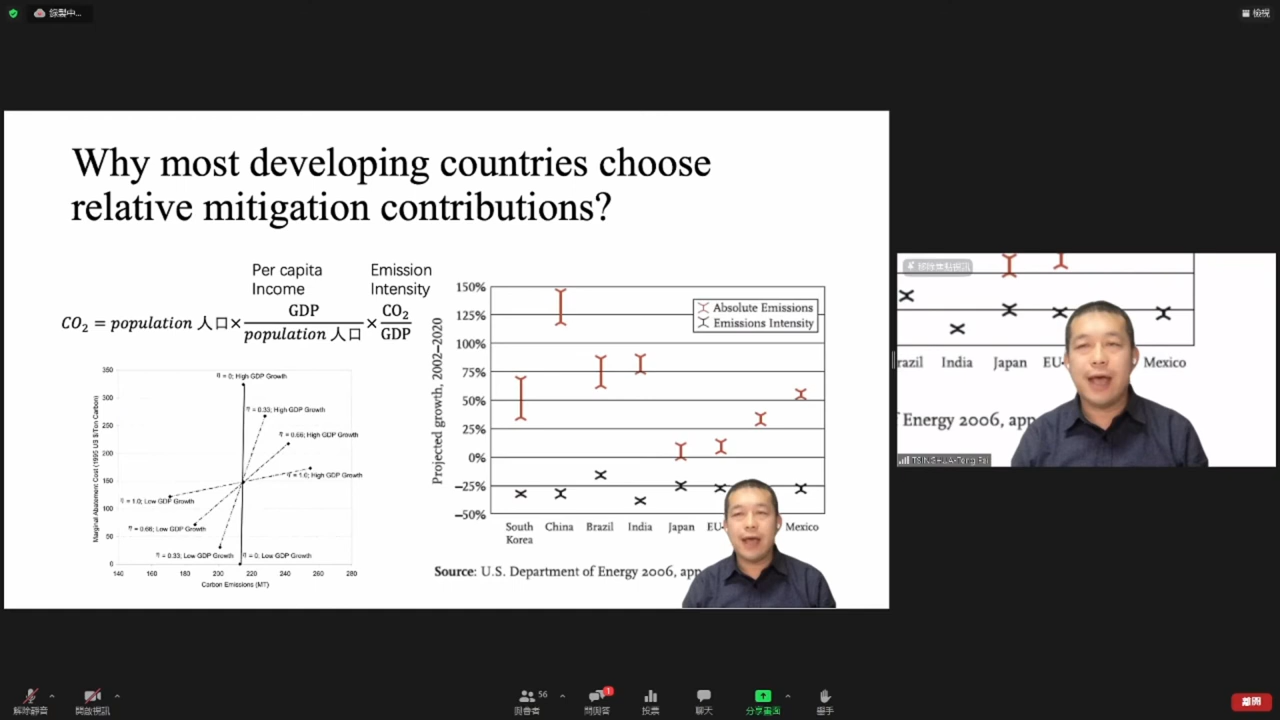 錄製中...
檢視
Why most developing countries choose
relative mitigation contributions?
Per capita
Income
Emission
Intensity
CO₂ = population 人口 × GDP / population 人口 × CO₂ / GDP
350
300
250
200
150
100
50
0
140 160 180 200 220 240 260 280
Marginal Abatement Cost (1995 US $/Ton Carbon)
Carbon Emissions (MT)
η = 0; High GDP Growth
η = 0.33; High GDP Growth
η = 0.66; High GDP Growth
η = 1.0; High GDP Growth
η = 1.0; Low GDP Growth
η = 0.66; Low GDP Growth
η = 0.33; Low GDP Growth
η = 0; Low GDP Growth
Projected growth, 2002–2020
150%
125%
100%
75%
50%
25%
0%
−25%
−50%
Absolute Emissions
Emissions Intensity
South Korea China Brazil India Japan EU- Mexico
Source: U.S. Department of Energy 2006, app
razil India Japan EU- Mexico
Energy 2006, app
解除靜音
開啟視訊
與會者
56
問與答
1
投票
聊天
分享畫面
舉手
離開